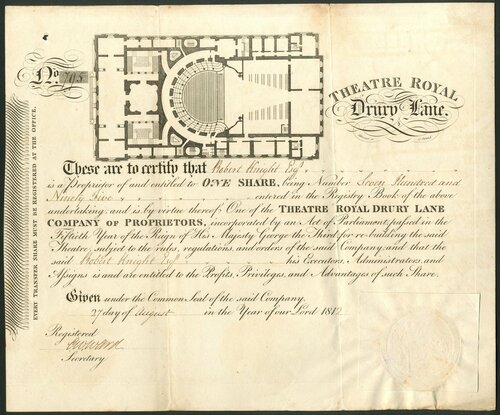 No. 795
THEATRE ROYAL
Drury Lane.
EVERY TRANSFER SHARE MUST BE REGISTERED AT THE OFFICE.
These are to certify that Robert Knight Esqr.
is a Proprietor of and entitled to ONE SHARE, being Number Seven Hundred and
Ninety Five entered in the Registry Book of the above
undertaking: and is by virtue thereof One of the THEATRE ROYAL DRURY LANE
COMPANY OF PROPRIETORS, incorporated by an Act of Parliament passed in the
Fiftieth Year of the Reign of His Majesty George the Third for re-building the said
Theatre, subject to the rules, regulations, and orders of the said Company; and that the
said Robert Knight Esqr. his Executors, Administrators, and
Assigns is and are entitled to the Profits, Privileges, and Advantages of such Share.
Given under the Common Seal of the said Company.
27 day of August in the Year of our Lord 1812
Registered
Secretary